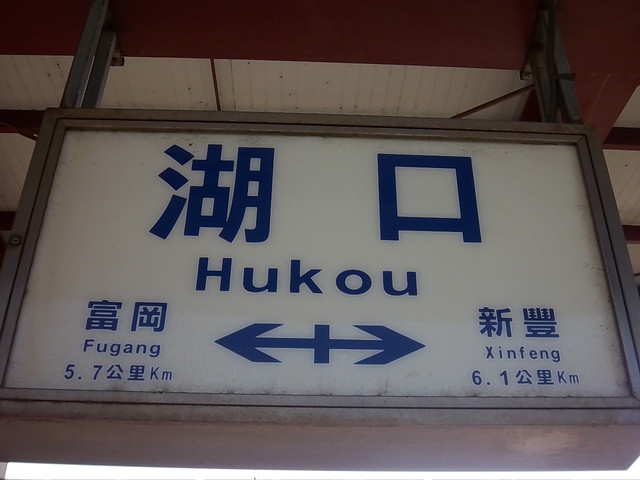 湖口
Hukou
富岡
Fugang
5.7公里Km
新豐
Xinfeng
6.1公里Km